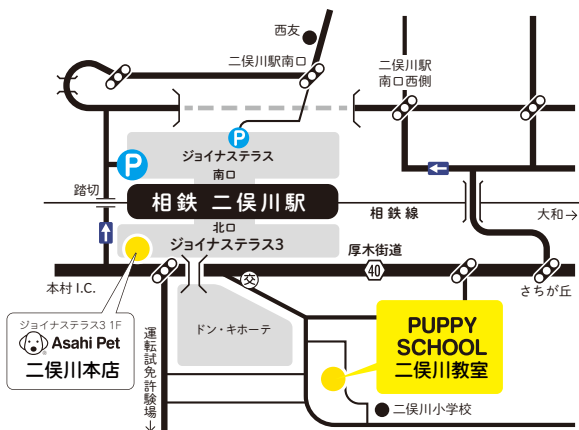 西友
二俣川駅南口
二俣川駅
南口西側
P
ジョイナステラス
南口
P
踏切
相鉄 二俣川駅
相鉄線
大和→
北口
ジョイナステラス3
厚木街道
40
本村 I.C.
交
さちが丘
ジョイナステラス3 1F
Asahi Pet
二俣川本店
運転試免許験場→
ドン・キホーテ
PUPPY
SCHOOL
二俣川教室
二俣川小学校